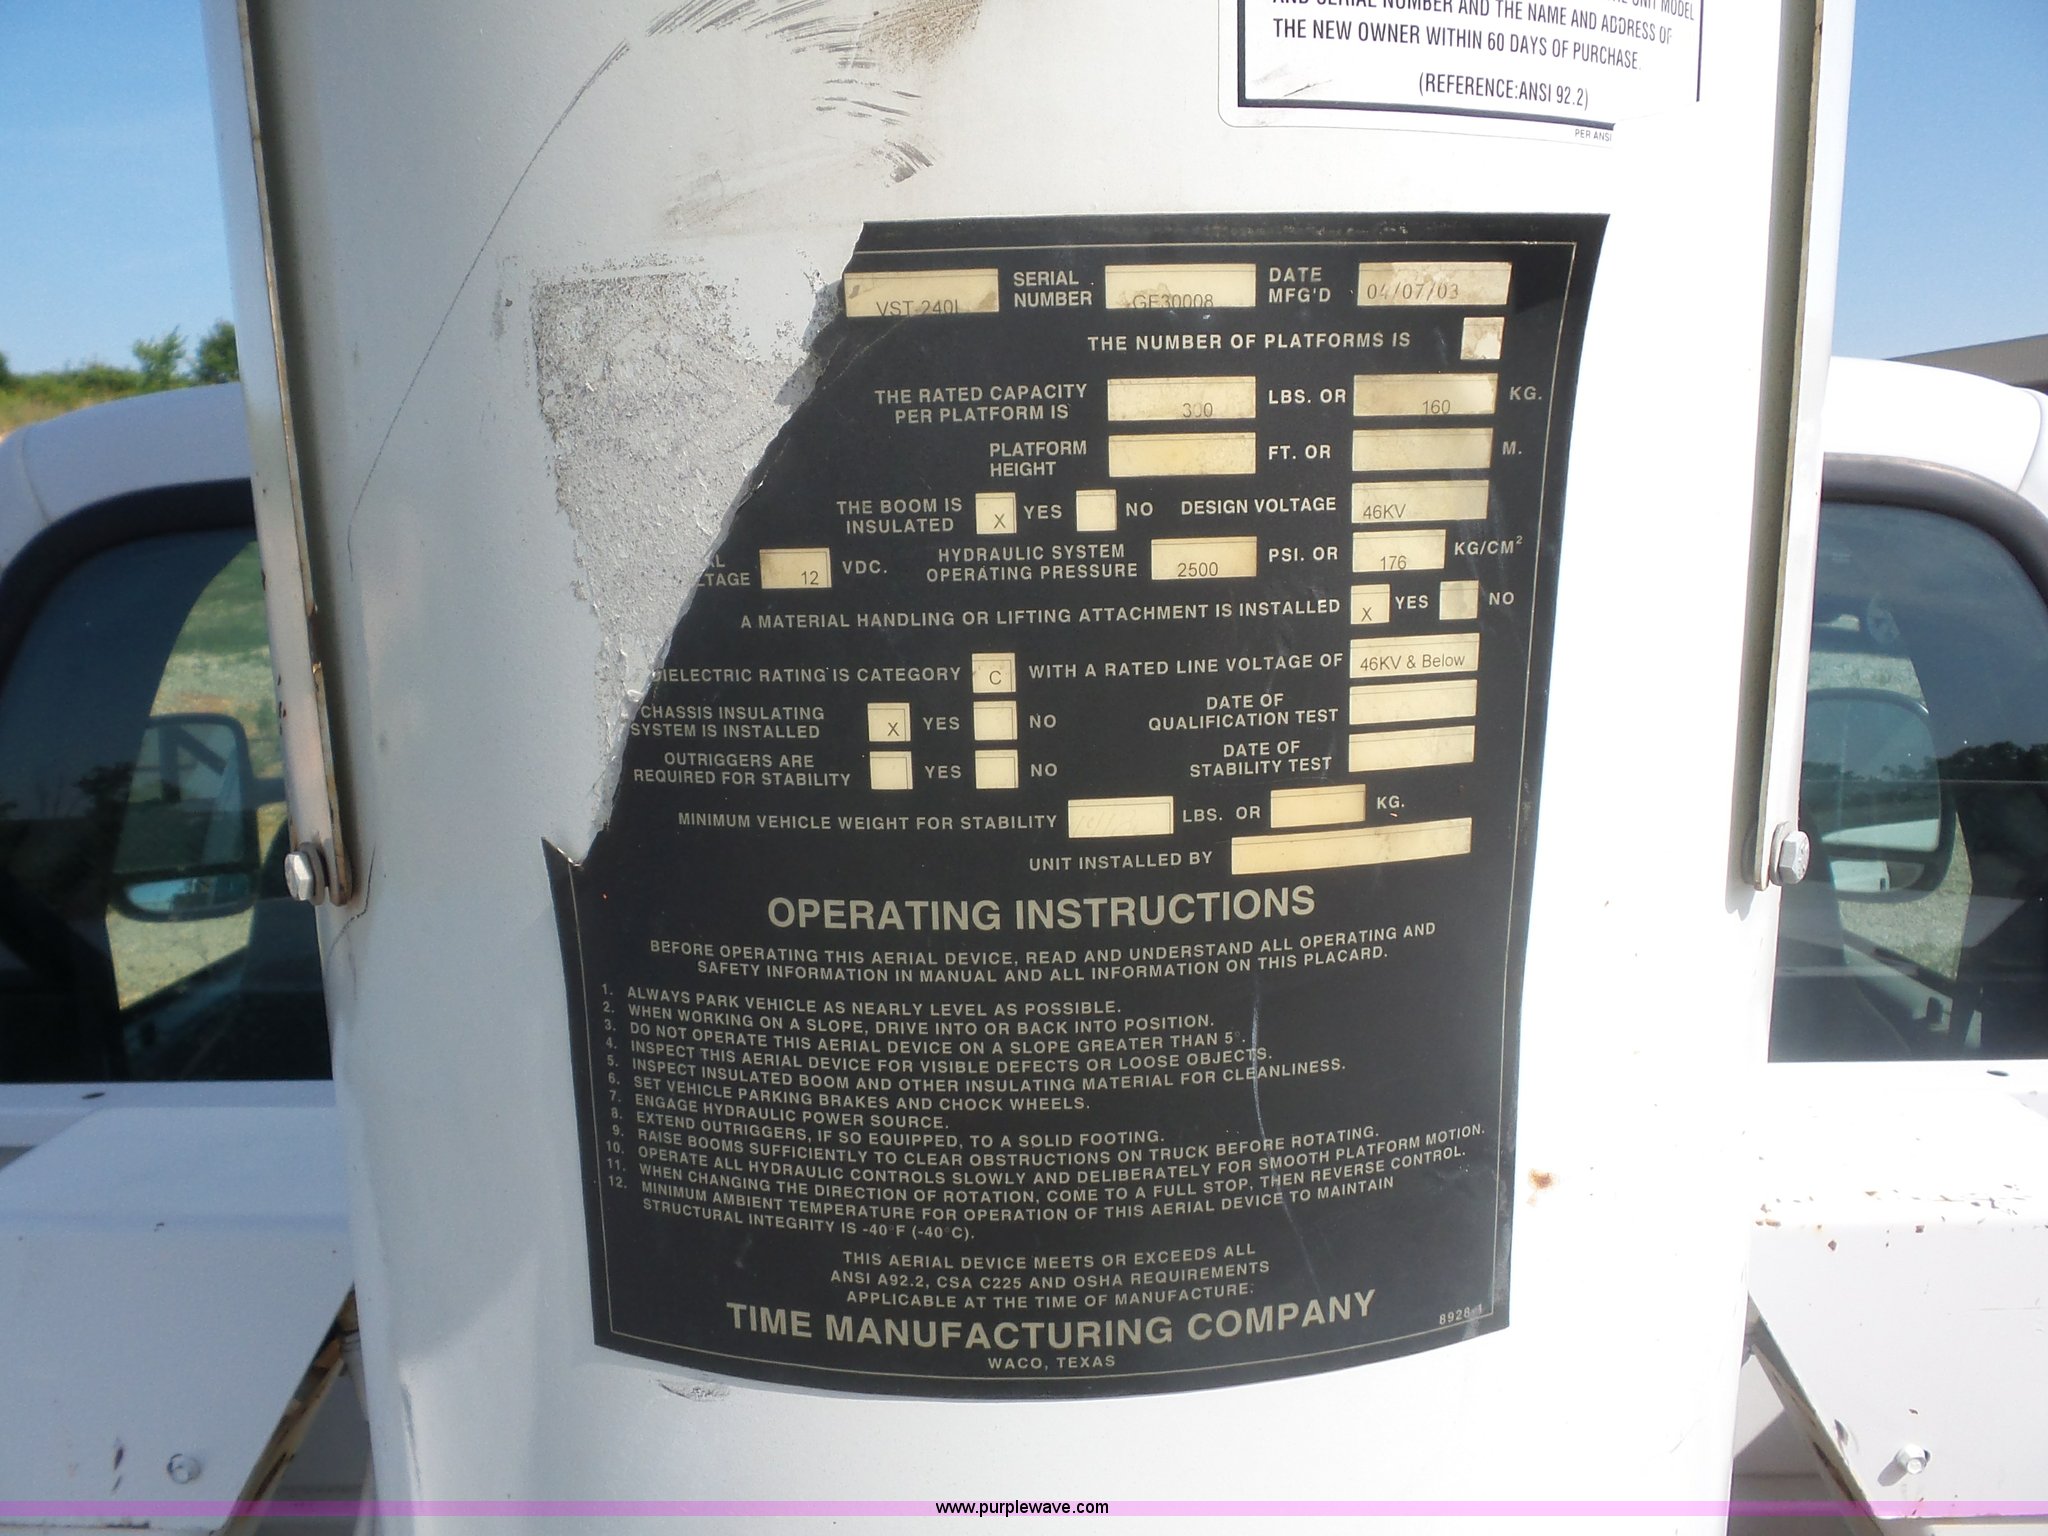 AND SERIAL NUMBER AND THE NAME AND ADDRESS OF
THE NEW OWNER WITHIN 60 DAYS OF PURCHASE.
(REFERENCE:ANSI 92.2)
PER ANSI
SERIAL NUMBER GF30008 DATE MFG'D 04/07/03
THE NUMBER OF PLATFORMS IS
THE RATED CAPACITY PER PLATFORM IS LBS. OR 160 KG.
PLATFORM HEIGHT FT. OR M.
THE BOOM IS INSULATED X YES NO DESIGN VOLTAGE 46KV
12 VDC. HYDRAULIC SYSTEM OPERATING PRESSURE 2500 PSI. OR 176 KG/CM2
A MATERIAL HANDLING OR LIFTING ATTACHMENT IS INSTALLED X YES NO
IELECTRIC RATING IS CATEGORY C WITH A RATED LINE VOLTAGE OF 46KV & Below
CHASSIS INSULATING SYSTEM IS INSTALLED X YES NO DATE OF QUALIFICATION TEST
OUTRIGGERS ARE REQUIRED FOR STABILITY YES NO DATE OF STABILITY TEST
MINIMUM VEHICLE WEIGHT FOR STABILITY LBS. OR KG.
UNIT INSTALLED BY
OPERATING INSTRUCTIONS
BEFORE OPERATING THIS AERIAL DEVICE, READ AND UNDERSTAND ALL OPERATING AND
SAFETY INFORMATION IN MANUAL AND ALL INFORMATION ON THIS PLACARD.
1. ALWAYS PARK VEHICLE AS NEARLY LEVEL AS POSSIBLE.
2. WHEN WORKING ON A SLOPE, DRIVE INTO OR BACK INTO POSITION.
3. DO NOT OPERATE THIS AERIAL DEVICE ON A SLOPE GREATER THAN 5°.
4. INSPECT THIS AERIAL DEVICE FOR VISIBLE DEFECTS OR LOOSE OBJECTS.
5. INSPECT INSULATED BOOM AND OTHER INSULATING MATERIAL FOR CLEANLINESS.
6. SET VEHICLE PARKING BRAKES AND CHOCK WHEELS.
7. ENGAGE HYDRAULIC POWER SOURCE.
8. EXTEND OUTRIGGERS, IF SO EQUIPPED, TO A SOLID FOOTING.
9. RAISE BOOMS SUFFICIENTLY TO CLEAR OBSTRUCTIONS ON TRUCK BEFORE ROTATING.
10. OPERATE ALL HYDRAULIC CONTROLS SLOWLY AND DELIBERATELY FOR SMOOTH PLATFORM MOTION.
11. WHEN CHANGING THE DIRECTION OF ROTATION, COME TO A FULL STOP, THEN REVERSE CONTROL.
12. MINIMUM AMBIENT TEMPERATURE FOR OPERATION OF THIS AERIAL DEVICE TO MAINTAIN
STRUCTURAL INTEGRITY IS -40°F (-40°C).
THIS AERIAL DEVICE MEETS OR EXCEEDS ALL
ANSI A92.2, CSA C225 AND OSHA REQUIREMENTS
APPLICABLE AT THE TIME OF MANUFACTURE.
TIME MANUFACTURING COMPANY
8928-1
WACO, TEXAS
www.purplewave.com